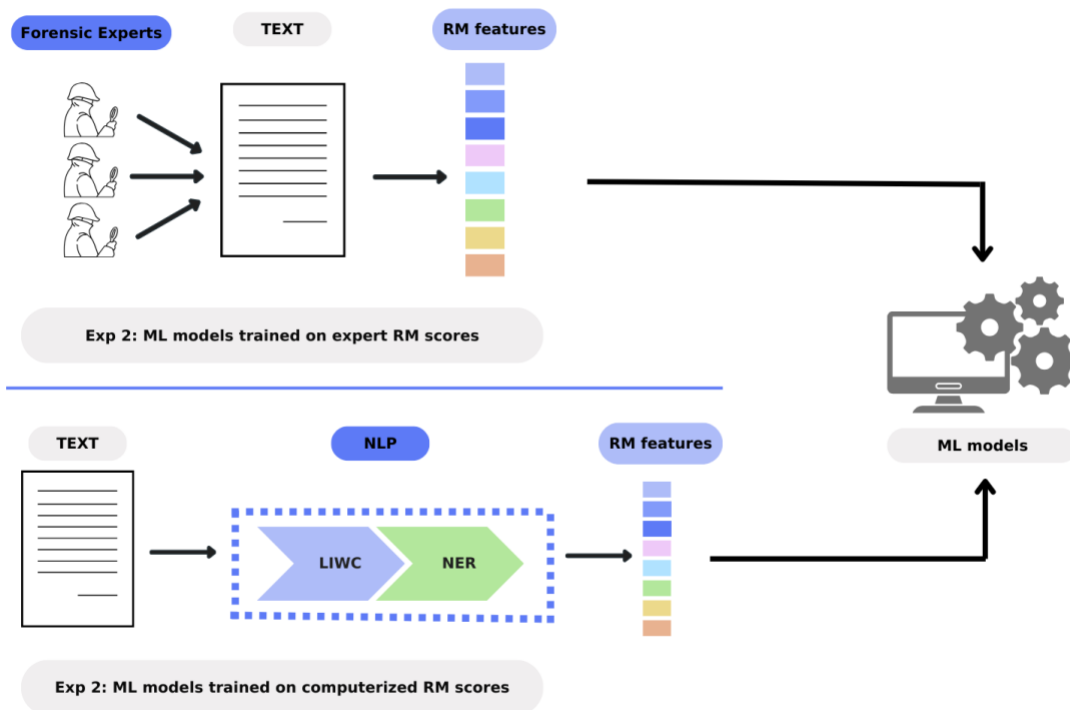 Forensic Experts
TEXT
RM features
Exp 2: ML models trained on expert RM scores
ML models
TEXT
NLP
RM features
LIWC
NER
Exp 2: ML models trained on computerized RM scores